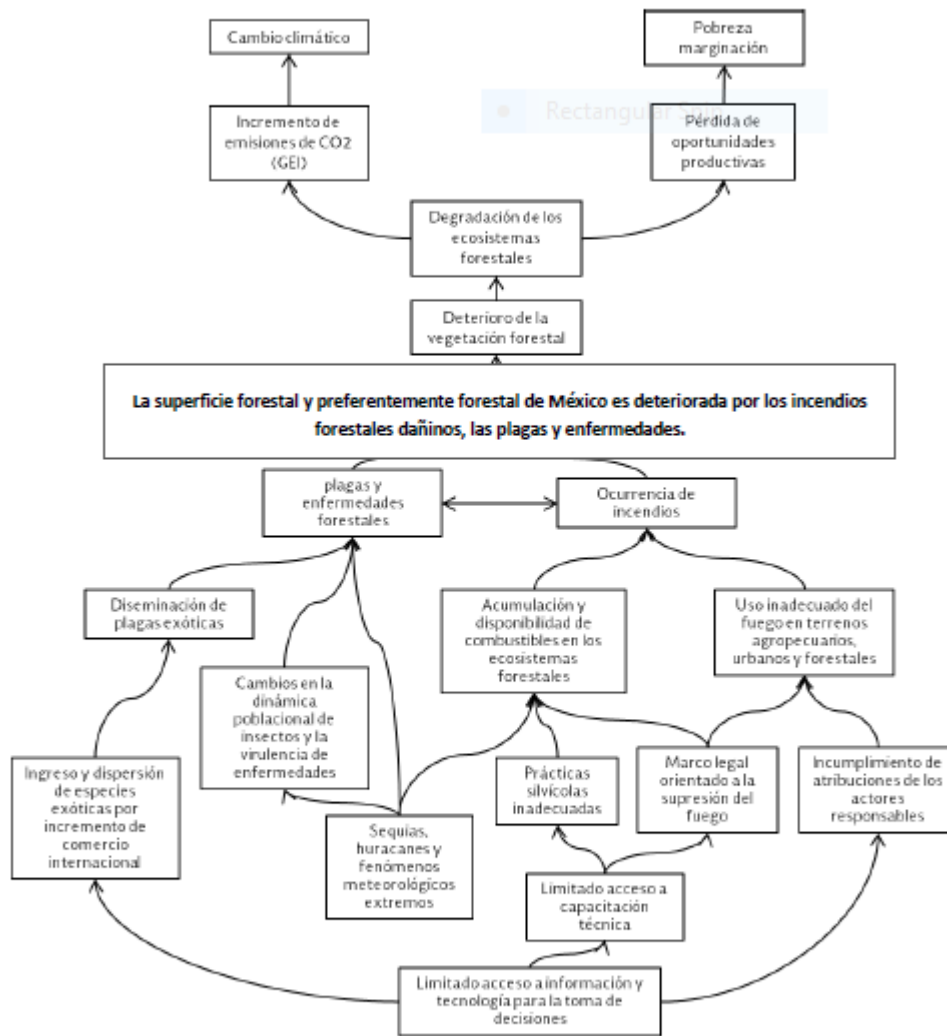 Cambio climático
Pobreza
marginación
Rectangular Snip
Incremento de
emisiones de CO2
(GEI)
Pérdida de
oportunidades
productivas
Degradación de los
ecosistemas
forestales
Deterioro de la
vegetación forestal
La superficie forestal y preferentemente forestal de México es deteriorada por los incendios
forestales dañinos, las plagas y enfermedades.
plagas y
enfermedades
forestales
Ocurrencia de
incendios
Diseminación de
plagas exóticas
Acumulación y
disponibilidad de
combustibles en los
ecosistemas
forestales
Uso inadecuado del
fuego en terrenos
agropecuarios,
urbanos y forestales
Cambios en la
dinámica
poblacional de
insectos y la
virulencia de
enfermedades
Ingreso y dispersión
de especies
exóticas por
incremento de
comercio
internacional
Sequías,
huracanes y
fenómenos
meteorológicos
extremos
Prácticas
silvícolas
inadecuadas
Marco legal
orientado a la
supresión del
fuego
Incumplimiento de
atribuciones de los
actores
responsables
Limitado acceso a
capacitación
técnica
Limitado acceso a información y
tecnología para la toma de
decisiones